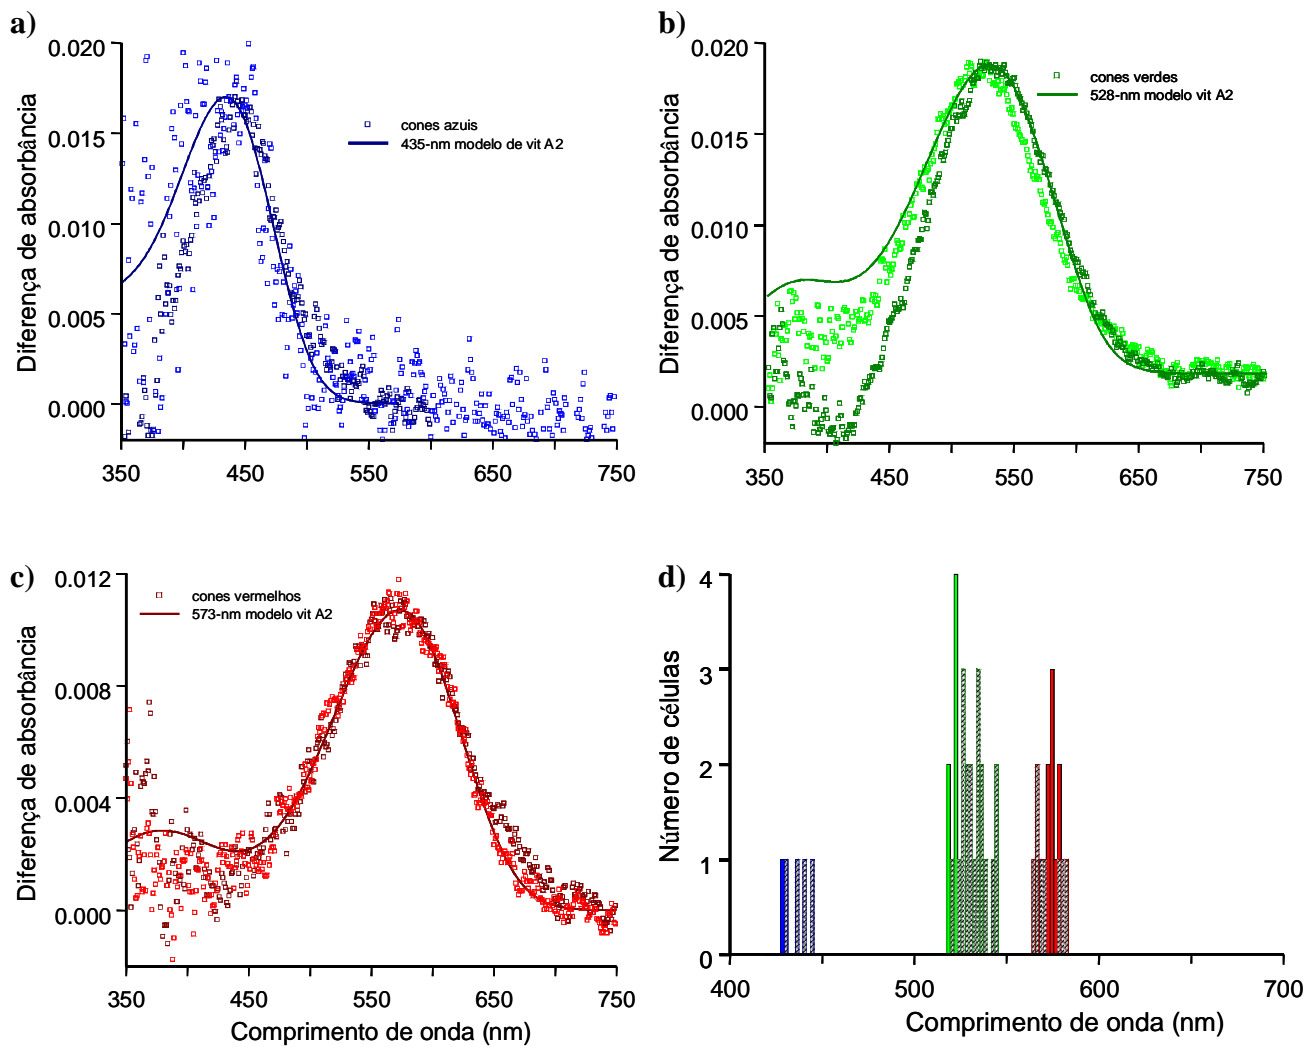 a)
0.020
0.015
0.010
0.005
0.000
Diferença de absorbância
cones azuis
435-nm modelo de vit A2
350
450
550
650
750
b)
0.020
0.015
0.010
0.005
0.000
Diferença de absorbância
cones verdes
528-nm modelo vit A2
350
450
550
650
750
c)
0.012
0.008
0.004
0.000
Diferença de absorbância
cones vermelhos
573-nm modelo vit A2
350
450
550
650
750
Comprimento de onda (nm)
d)
4
3
2
1
0
Número de células
400
500
600
700
Comprimento de onda (nm)